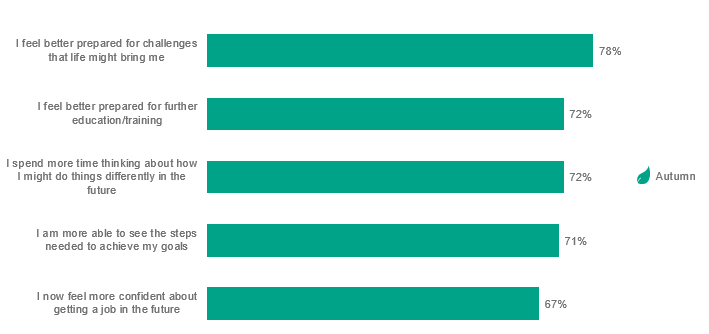 I feel better prepared for challenges
that life might bring me
78%
I feel better prepared for further
education/training
72%
I spend more time thinking about how
I might do things differently in the
future
72%
Autumn
I am more able to see the steps
needed to achieve my goals
71%
I now feel more confident about
getting a job in the future
67%